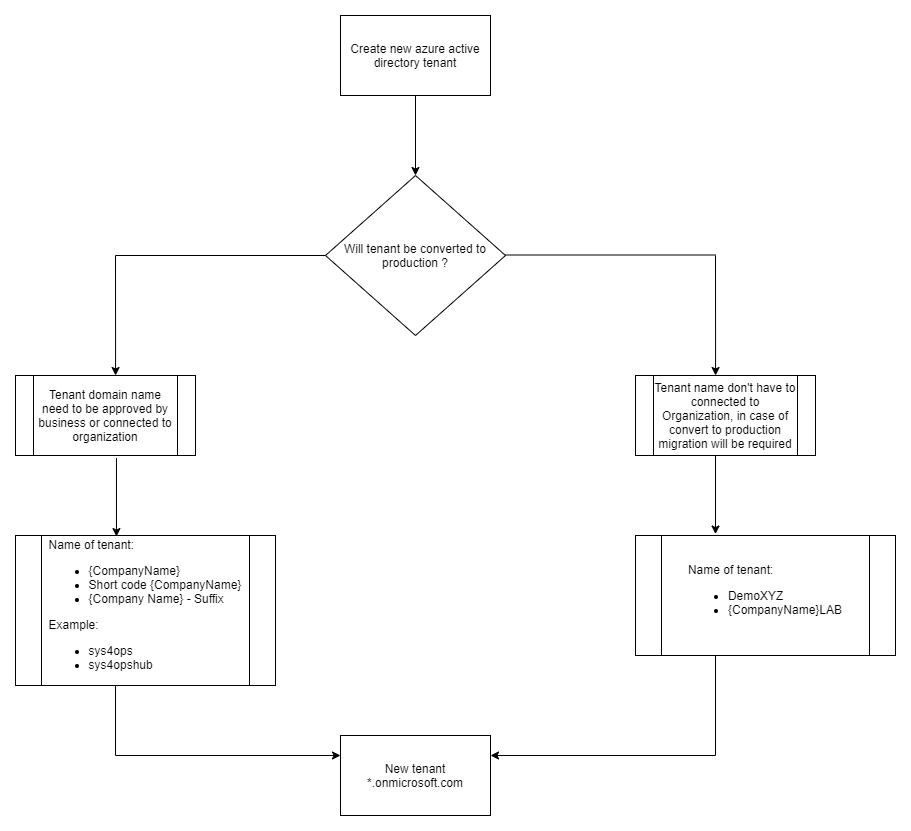 Create new azure active
directory tenant
Will tenant be converted to
production ?
Tenant domain name
need to be approved by
business or connected to
organization
Tenant name don't have to
connected to
Organization, in case of
convert to production
migration will be required
Name of tenant:
• {CompanyName}
• Short code {CompanyName}
• {Company Name} - Suffix
Example:
• sys4ops
• sys4opshub
Name of tenant:
• DemoXYZ
• {CompanyName}LAB
New tenant
*.onmicrosoft.com